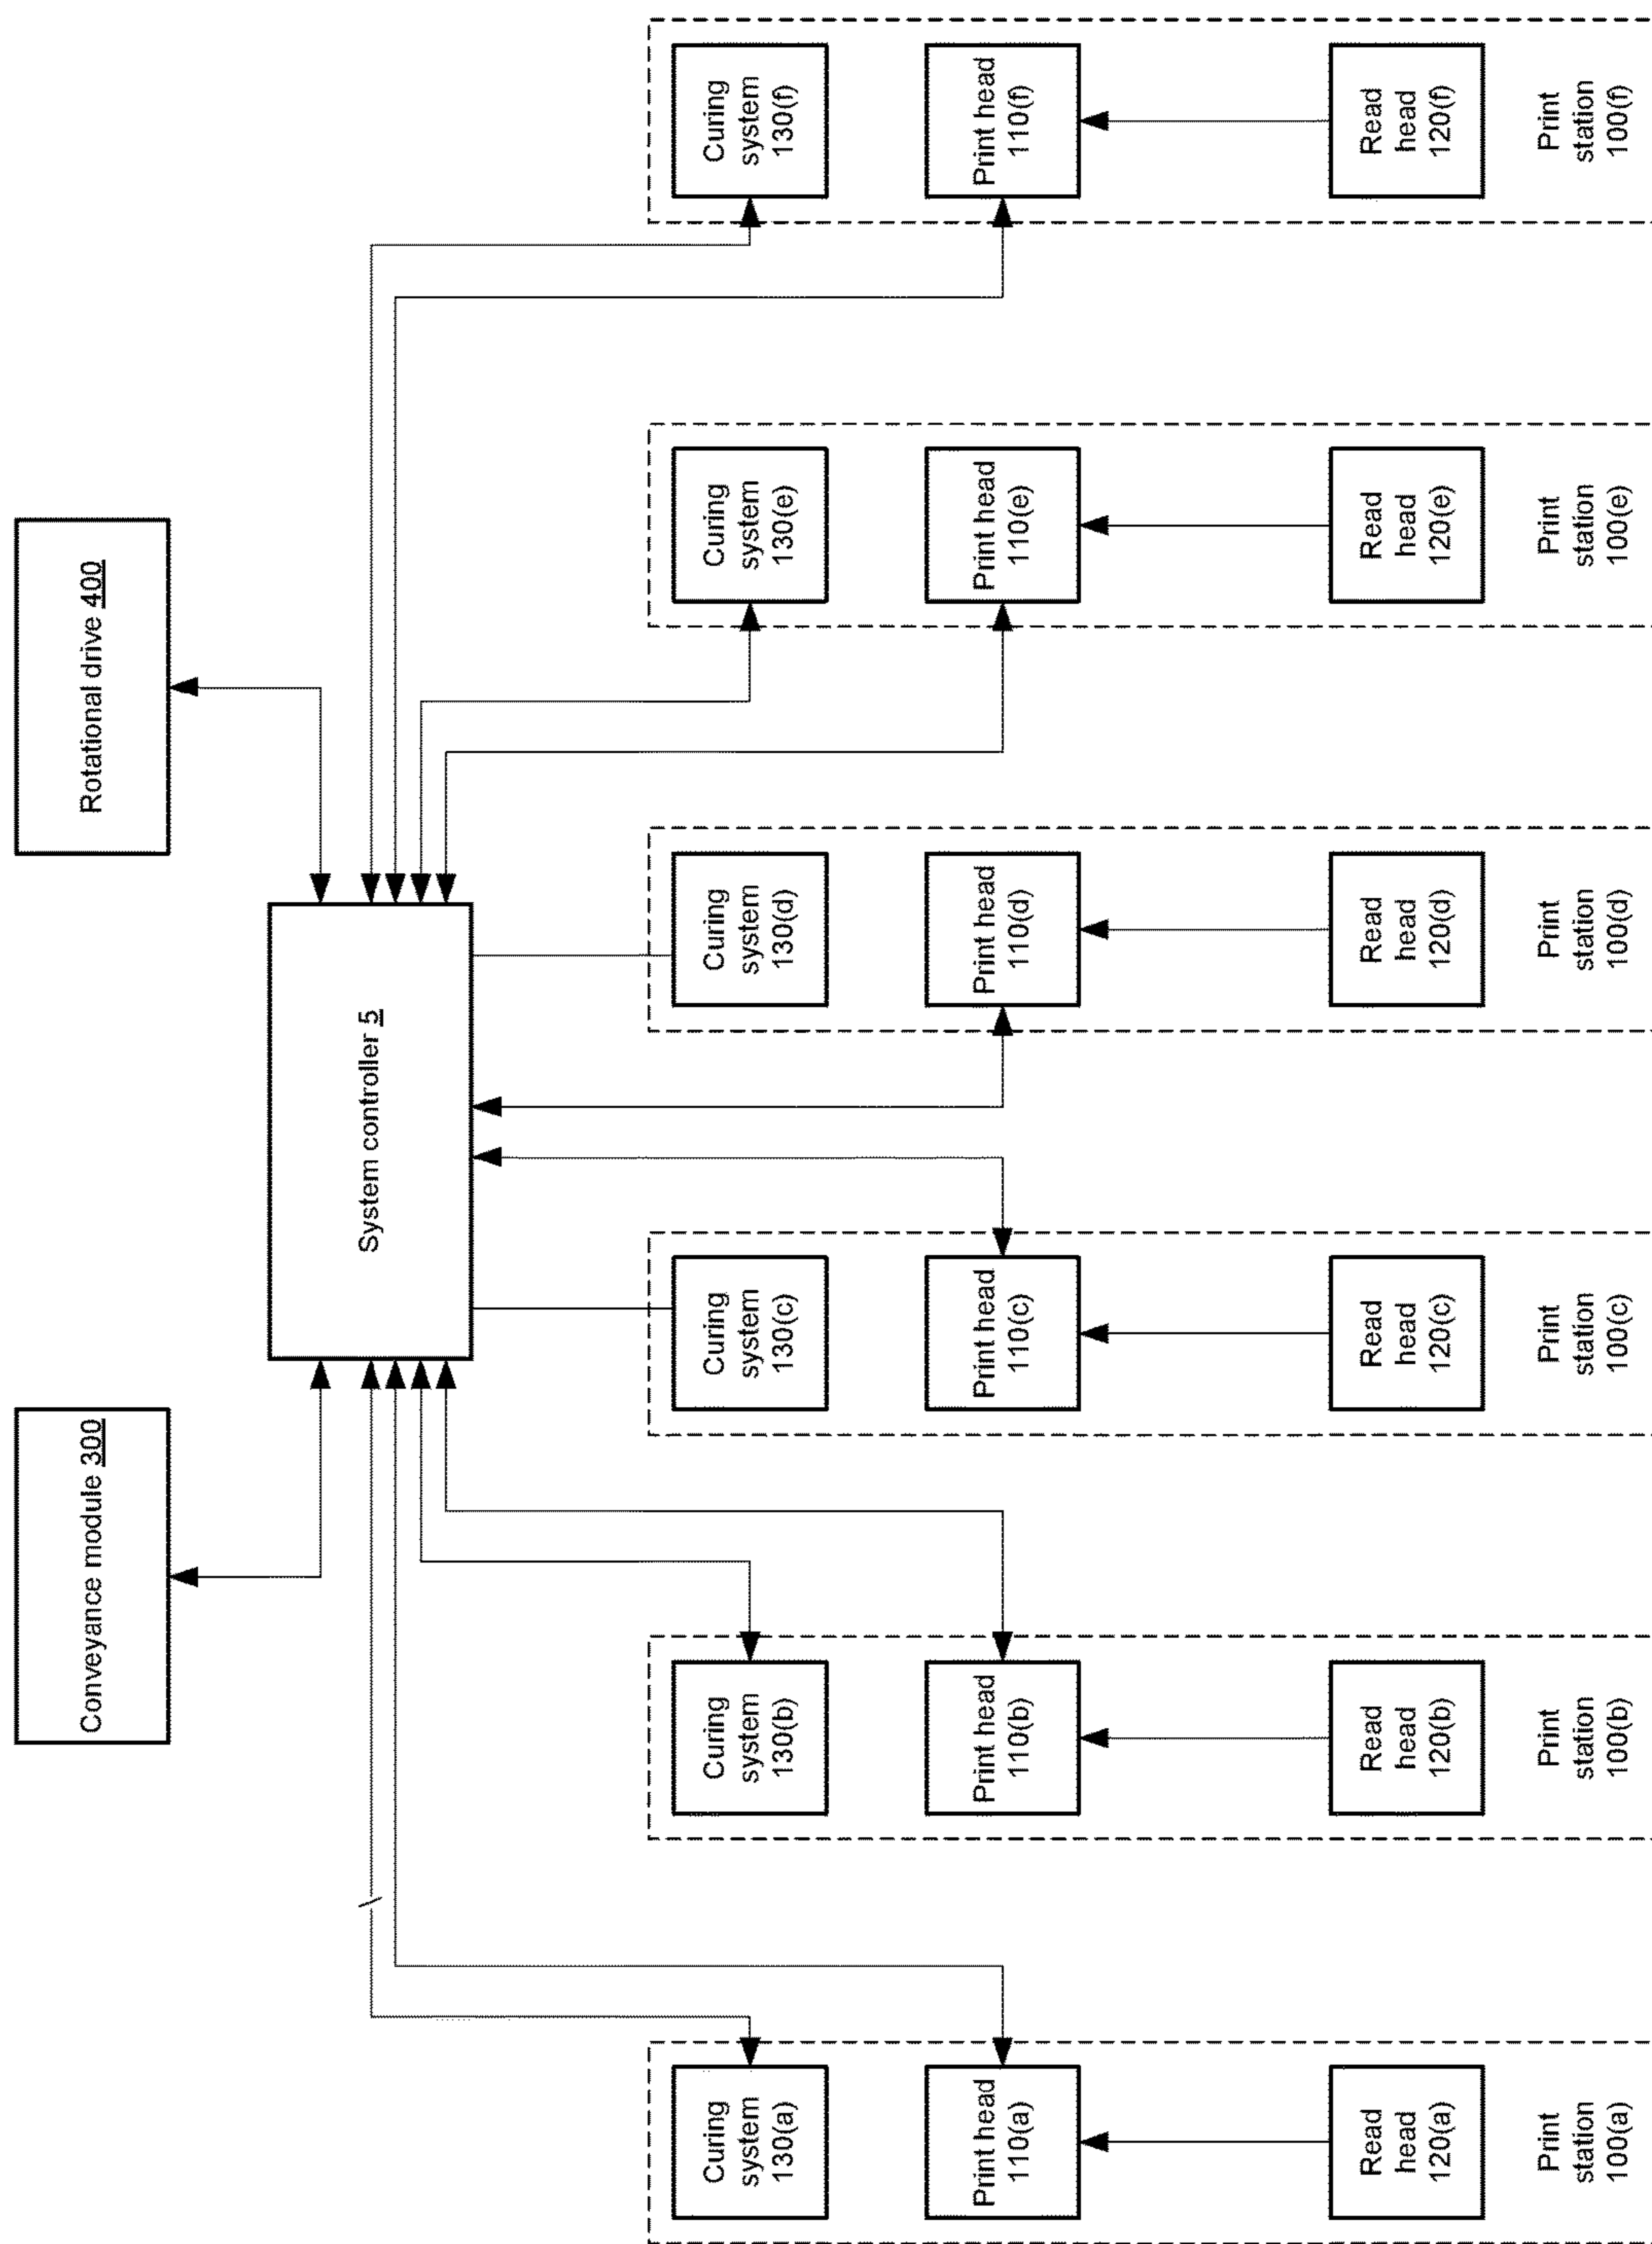 Conveyance module 300
Rotational drive 400
System controller 5
Curing
system
130(a)
Print head
110(a)
Read
head
120(a)
Print
station
100(a)
Curing
system
130(b)
Print head
110(b)
Read
head
120(b)
Print
station
100(b)
Curing
system
130(c)
Print head
110(c)
Read
head
120(c)
Print
station
100(c)
Curing
system
130(d)
Print head
110(d)
Read
head
120(d)
Print
station
100(d)
Curing
system
130(e)
Print head
110(e)
Read
head
120(e)
Print
station
100(e)
Curing
system
130(f)
Print head
110(f)
Read
head
120(f)
Print
station
100(f)